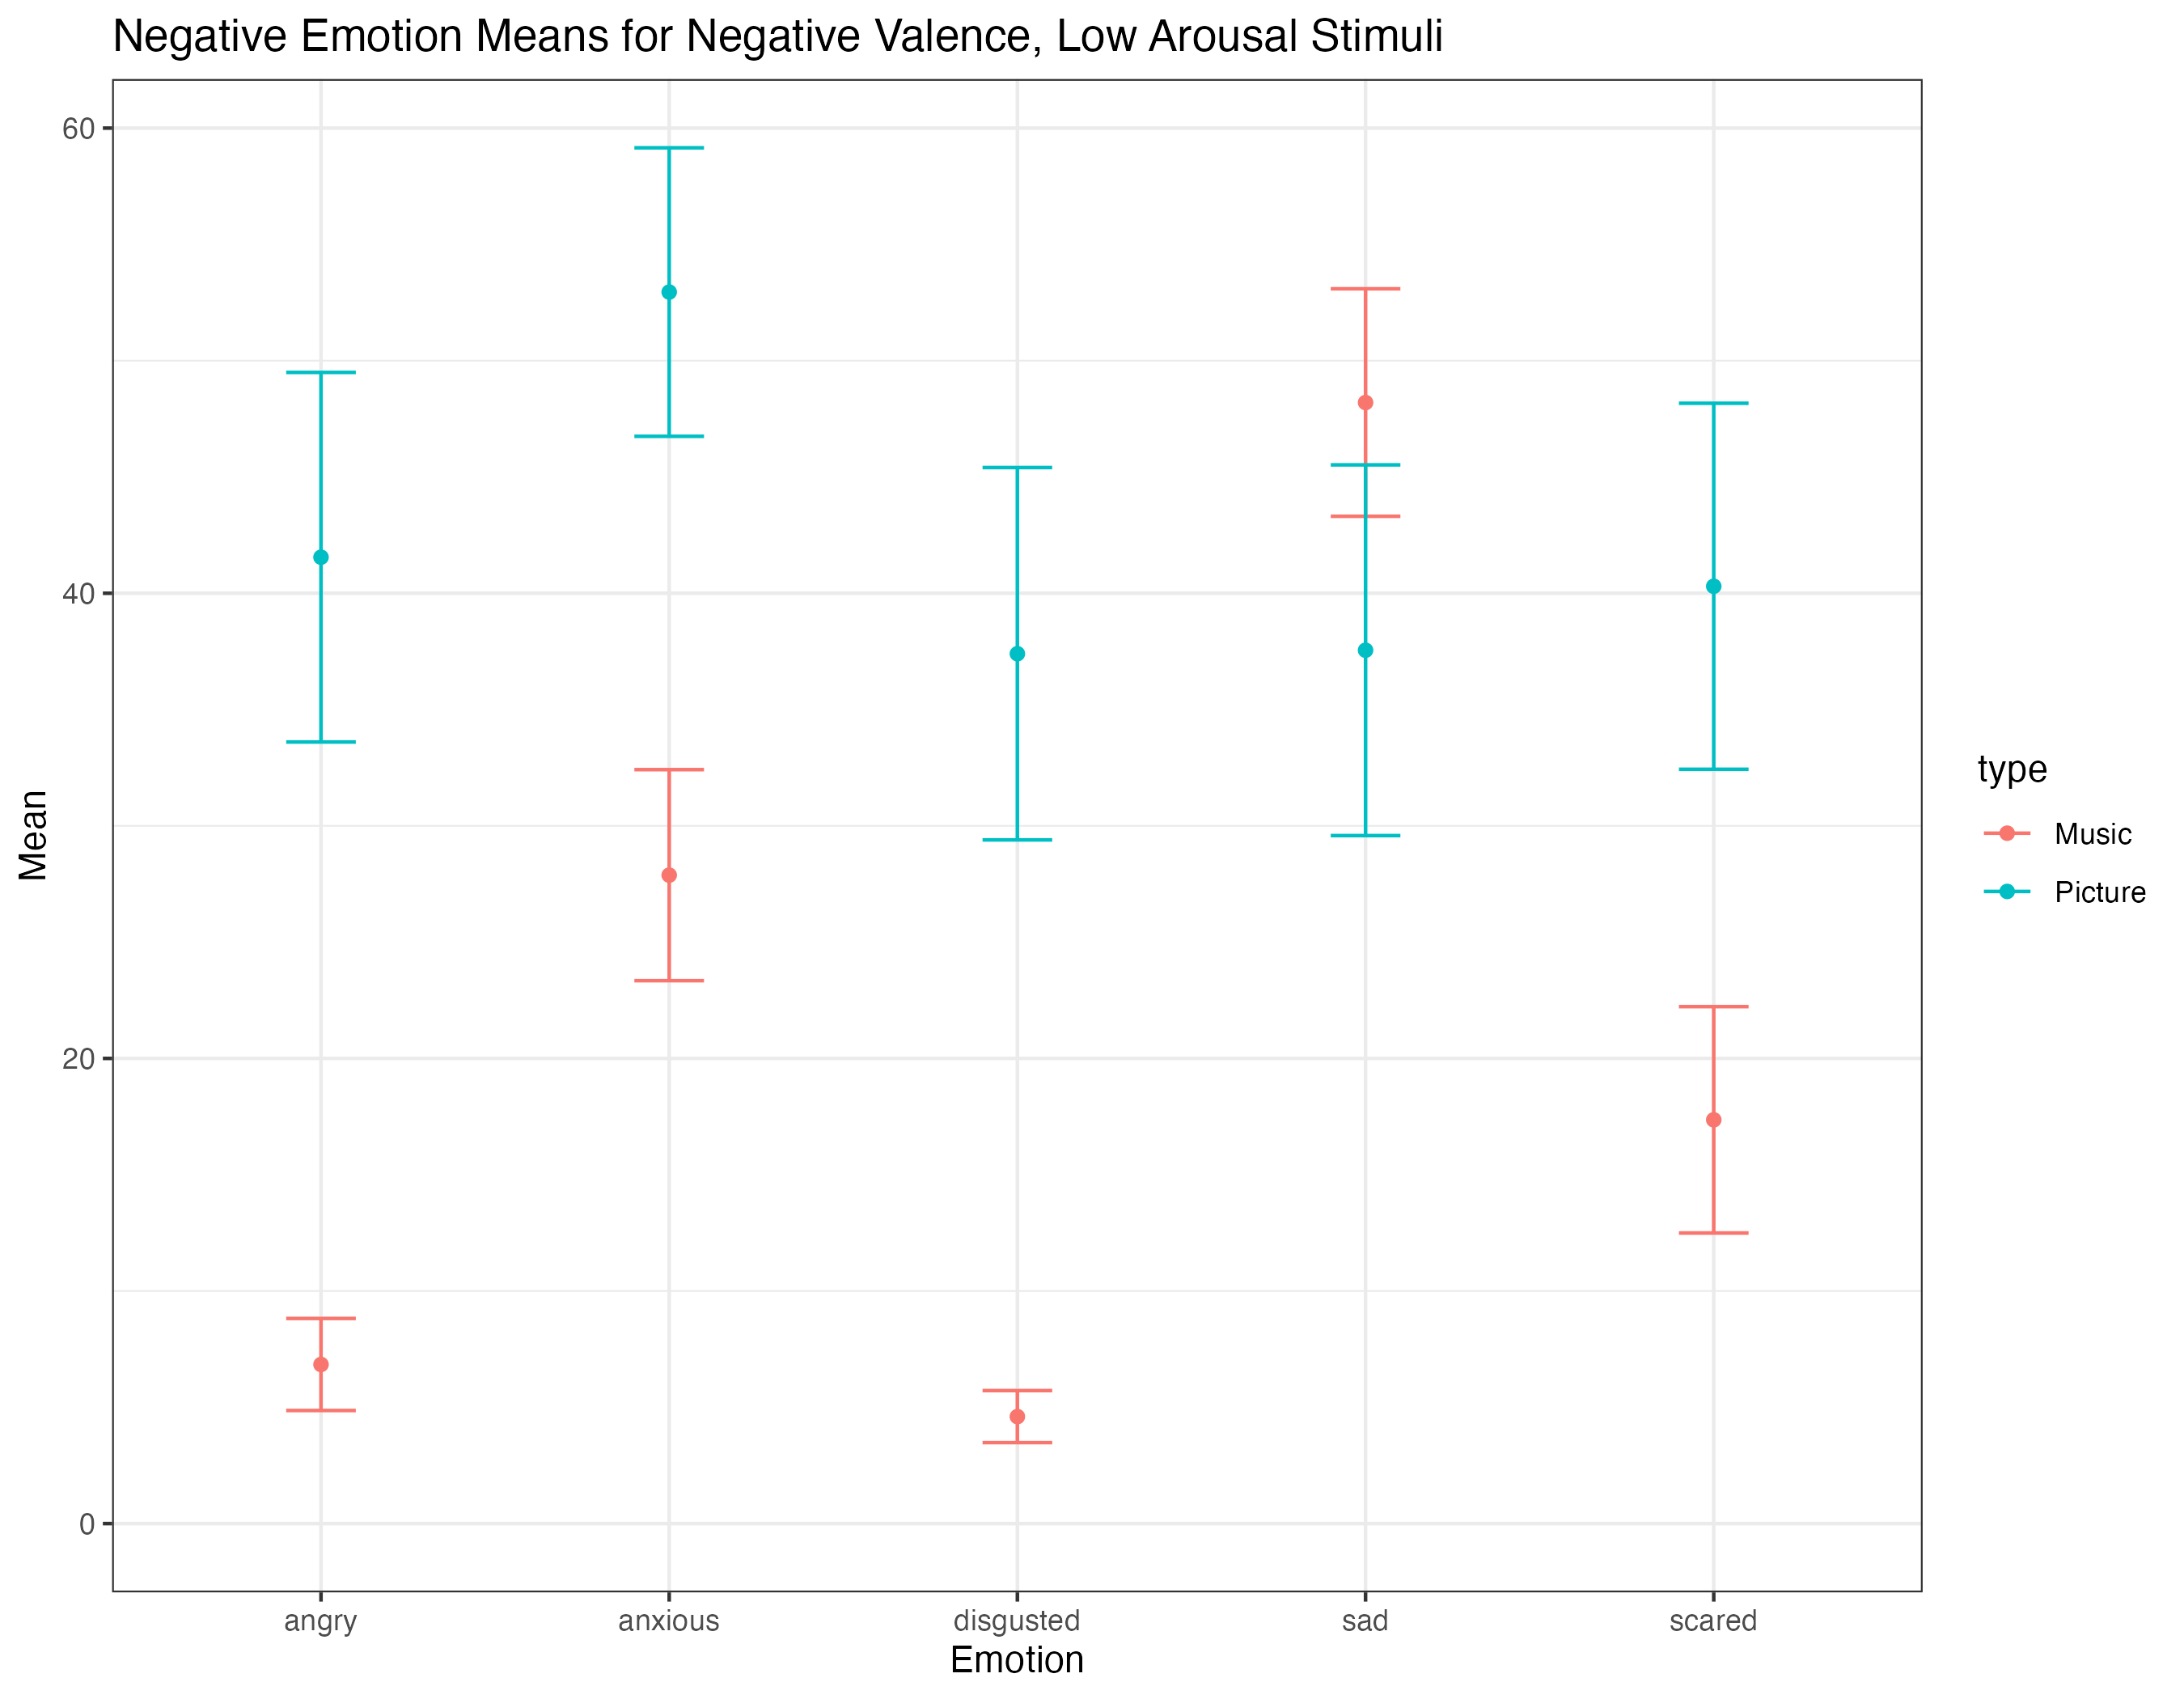 Negative Emotion Means for Negative Valence, Low Arousal Stimuli
60
40
20
0
Mean
angry anxious disgusted sad scared
Emotion
type
Music
Picture